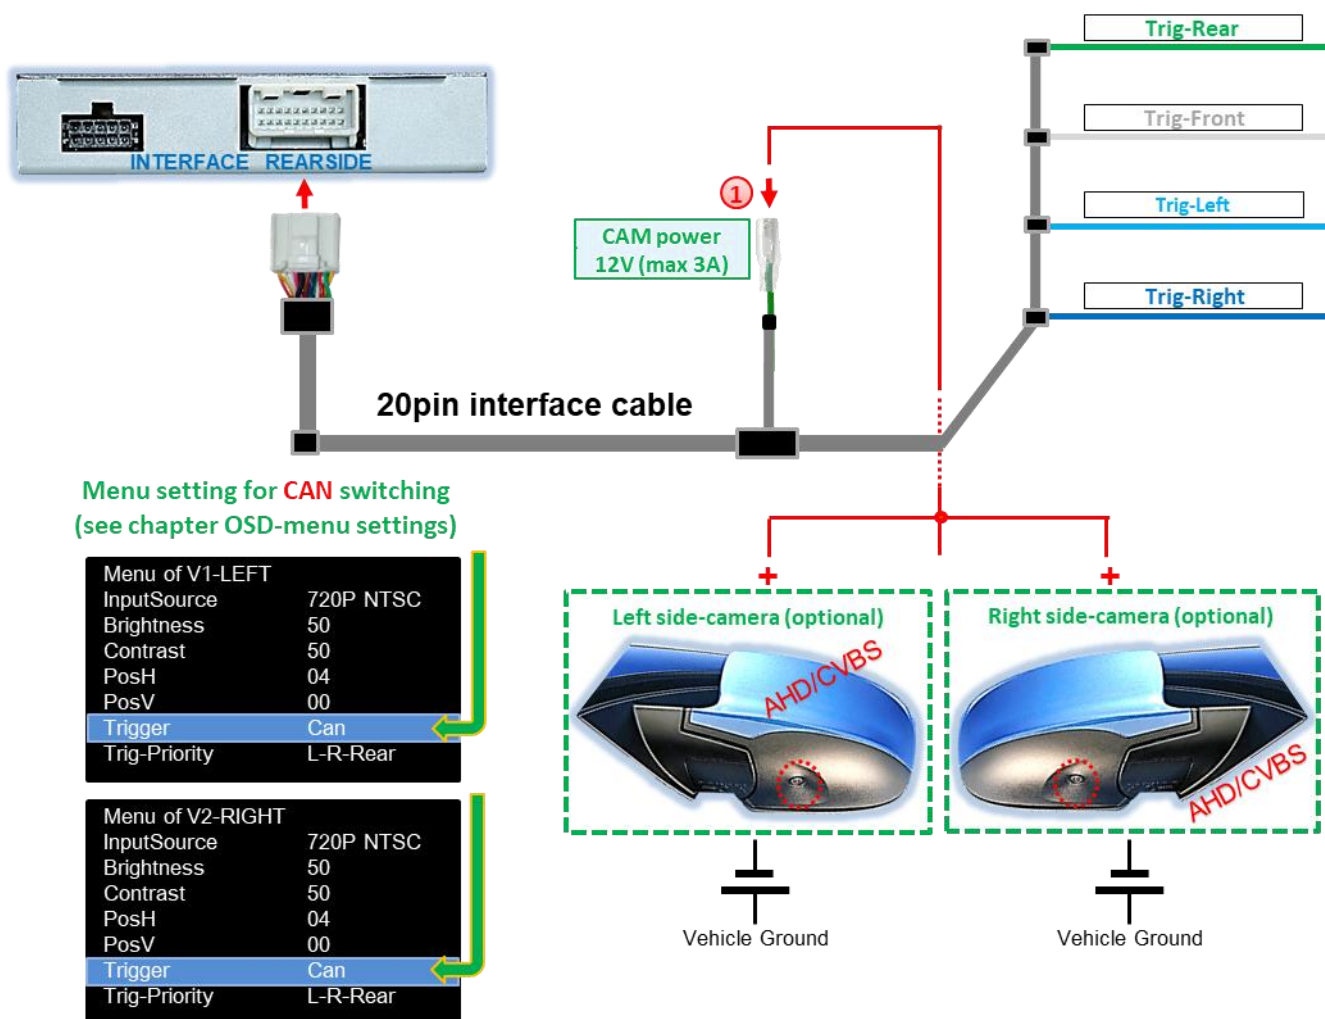 Trig-Rear
Trig-Front
Trig-Left
Trig-Right
INTERFACE REARSIDE
1
CAM power
12V (max 3A)
20pin interface cable
Menu setting for CAN switching
(see chapter OSD-menu settings)
Menu of V1-LEFT
InputSource 720P NTSC
Brightness 50
Contrast 50
PosH 04
PosV 00
Trigger Can
Trig-Priority L-R-Rear
Menu of V2-RIGHT
InputSource 720P NTSC
Brightness 50
Contrast 50
PosH 04
PosV 00
Trigger Can
Trig-Priority L-R-Rear
+
+
Left side-camera (optional)
AHD/CVBS
Right side-camera (optional)
AHD/CVBS
Vehicle Ground
Vehicle Ground